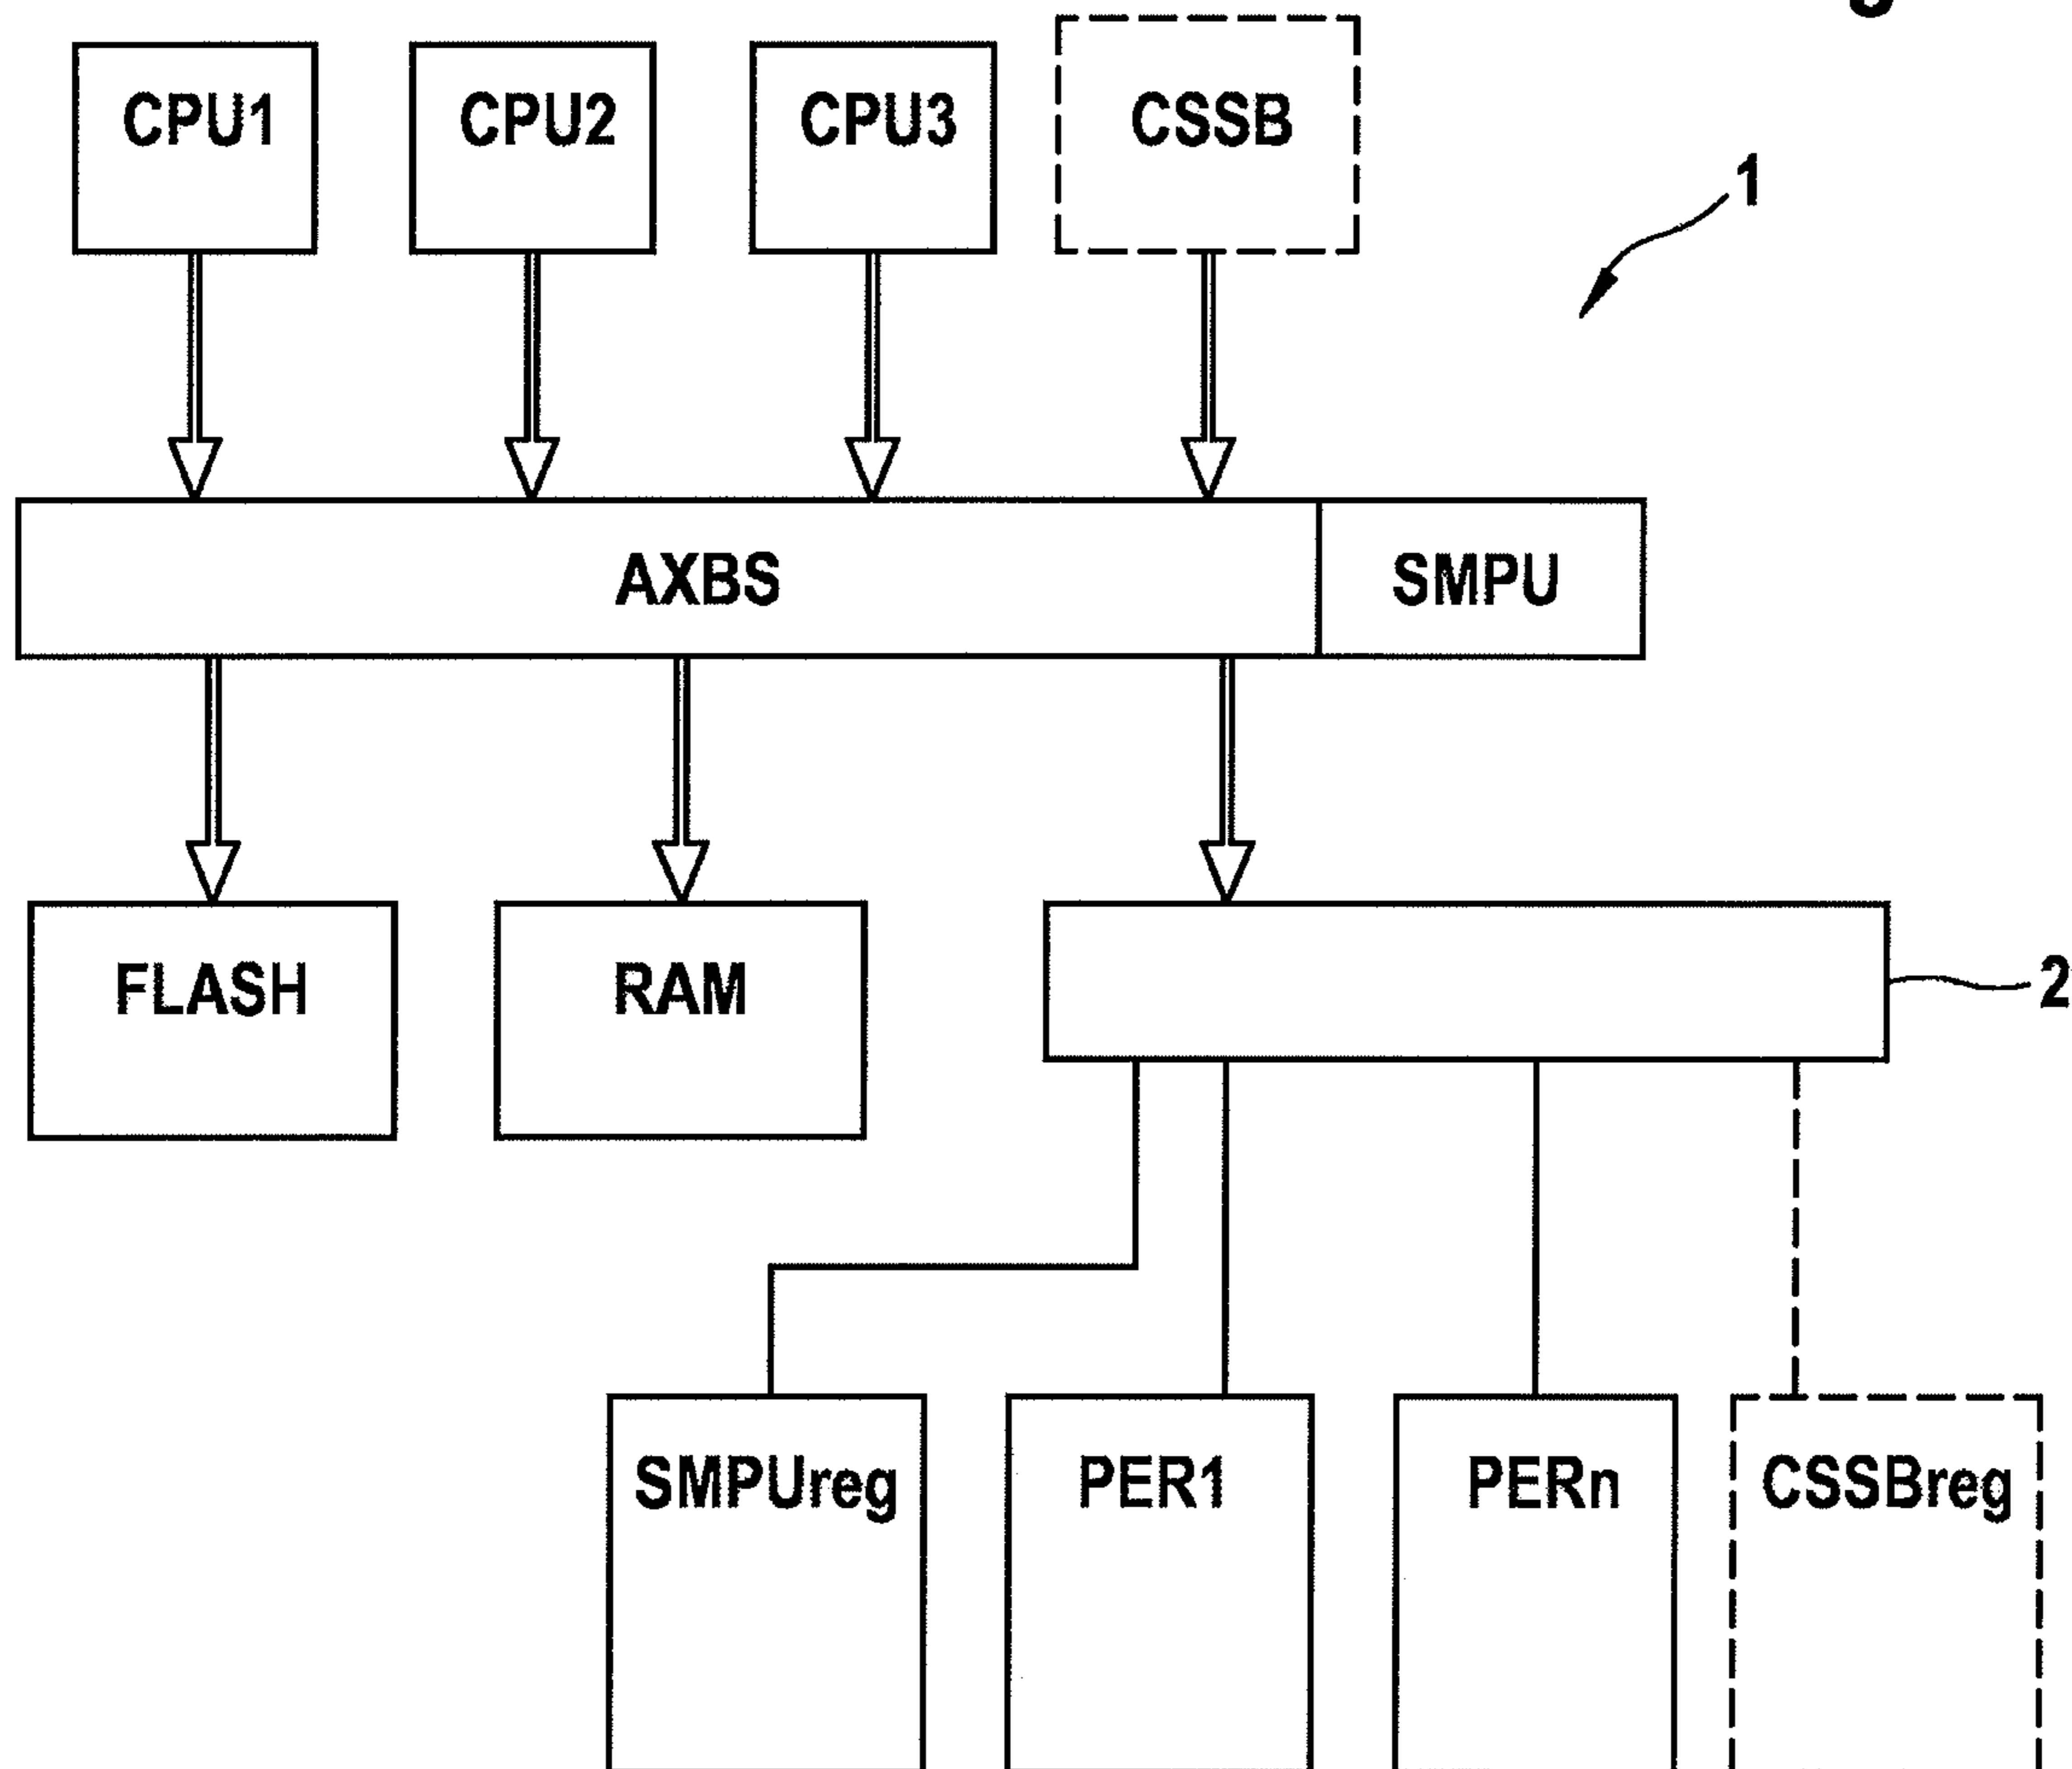 CPU1
CPU2
CPU3
CSSB
1
AXBS
SMPU
FLASH
RAM
2
SMPUreg
PER1
PERn
CSSBreg